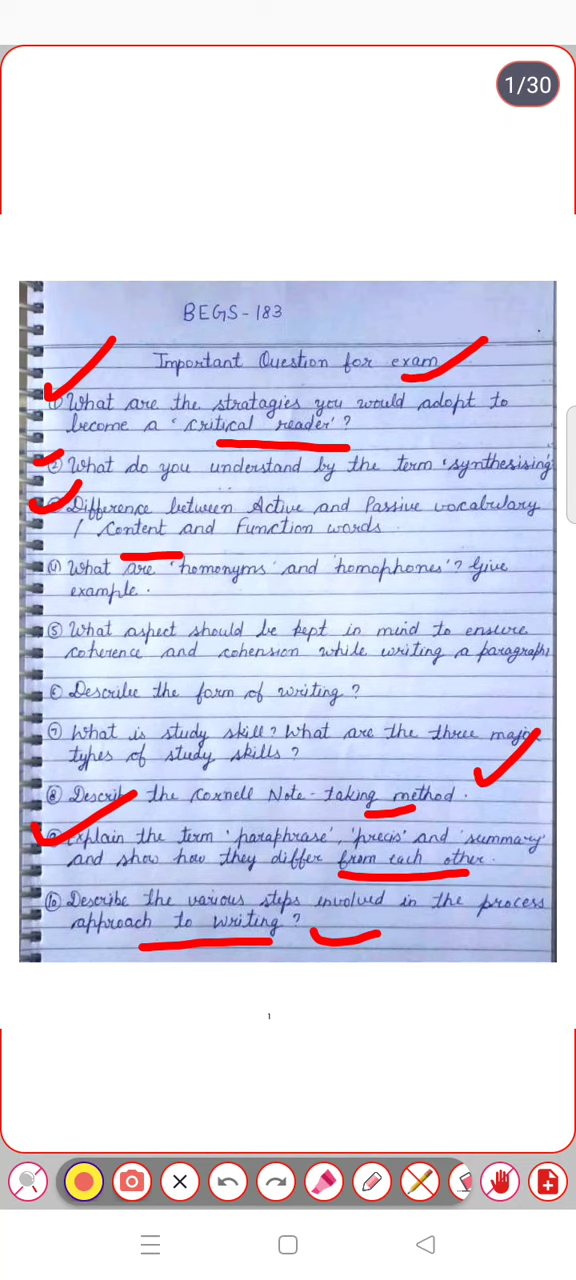 1/30
BEGS-183
Important Question for exam
① What are the stratagies you would adopt to
become a 'critical reader'?
② What do you understand by the term 'synthesising'
Difference between Active and Passive vocabulary
/ Content and Function words.
④ What are 'homonyms' and 'homophones'? Give
example.
⑤ What aspect should be kept in mind to ensure
coherence and cohension while writing a paragraph
⑥ Describe the form of writing?
⑦ What is study skill? What are the three major
types of study skills?
⑧ Describe the Cornell Note-taking method.
Explain the term 'paraphrase', 'precis' and 'summary'
and show how they differ from each other.
⑩ Describe the various steps involved in the process
approach to writing?
1